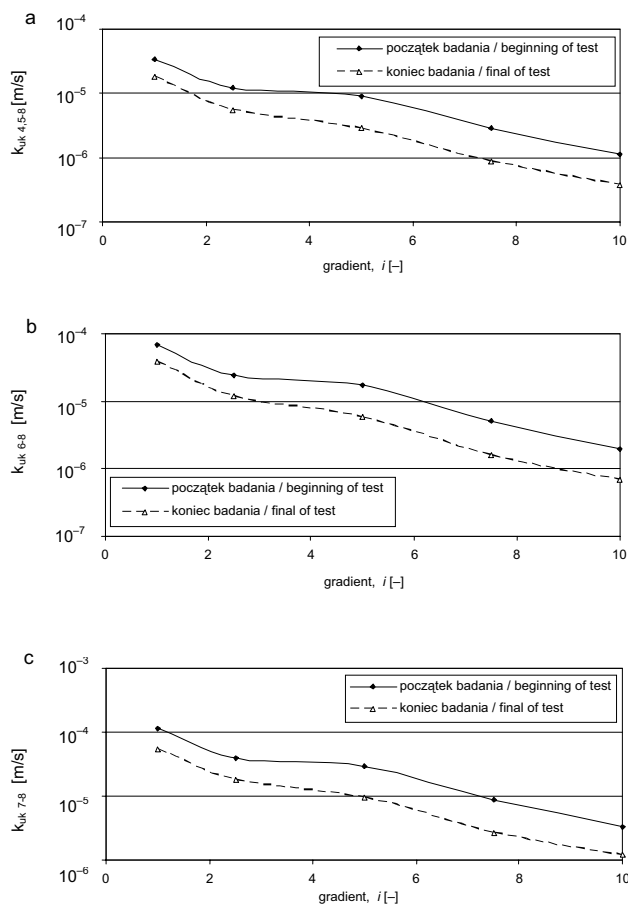 a
10⁻⁴
10⁻⁵
10⁻⁶
10⁻⁷
k uk 4,5-8 [m/s]
początek badania / beginning of test
koniec badania / final of test
0 2 4 6 8 10
gradient, i [–]
b
10⁻⁴
10⁻⁵
10⁻⁶
10⁻⁷
k uk 6-8 [m/s]
początek badania / beginning of test
koniec badania / final of test
0 2 4 6 8 10
gradient, i [–]
c
10⁻³
10⁻⁴
10⁻⁵
10⁻⁶
k uk 7-8 [m/s]
początek badania / beginning of test
koniec badania / final of test
0 2 4 6 8 10
gradient, i [–]